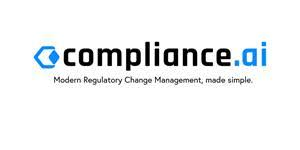 compliance.ai
Modern Regulatory Change Management, made simple.